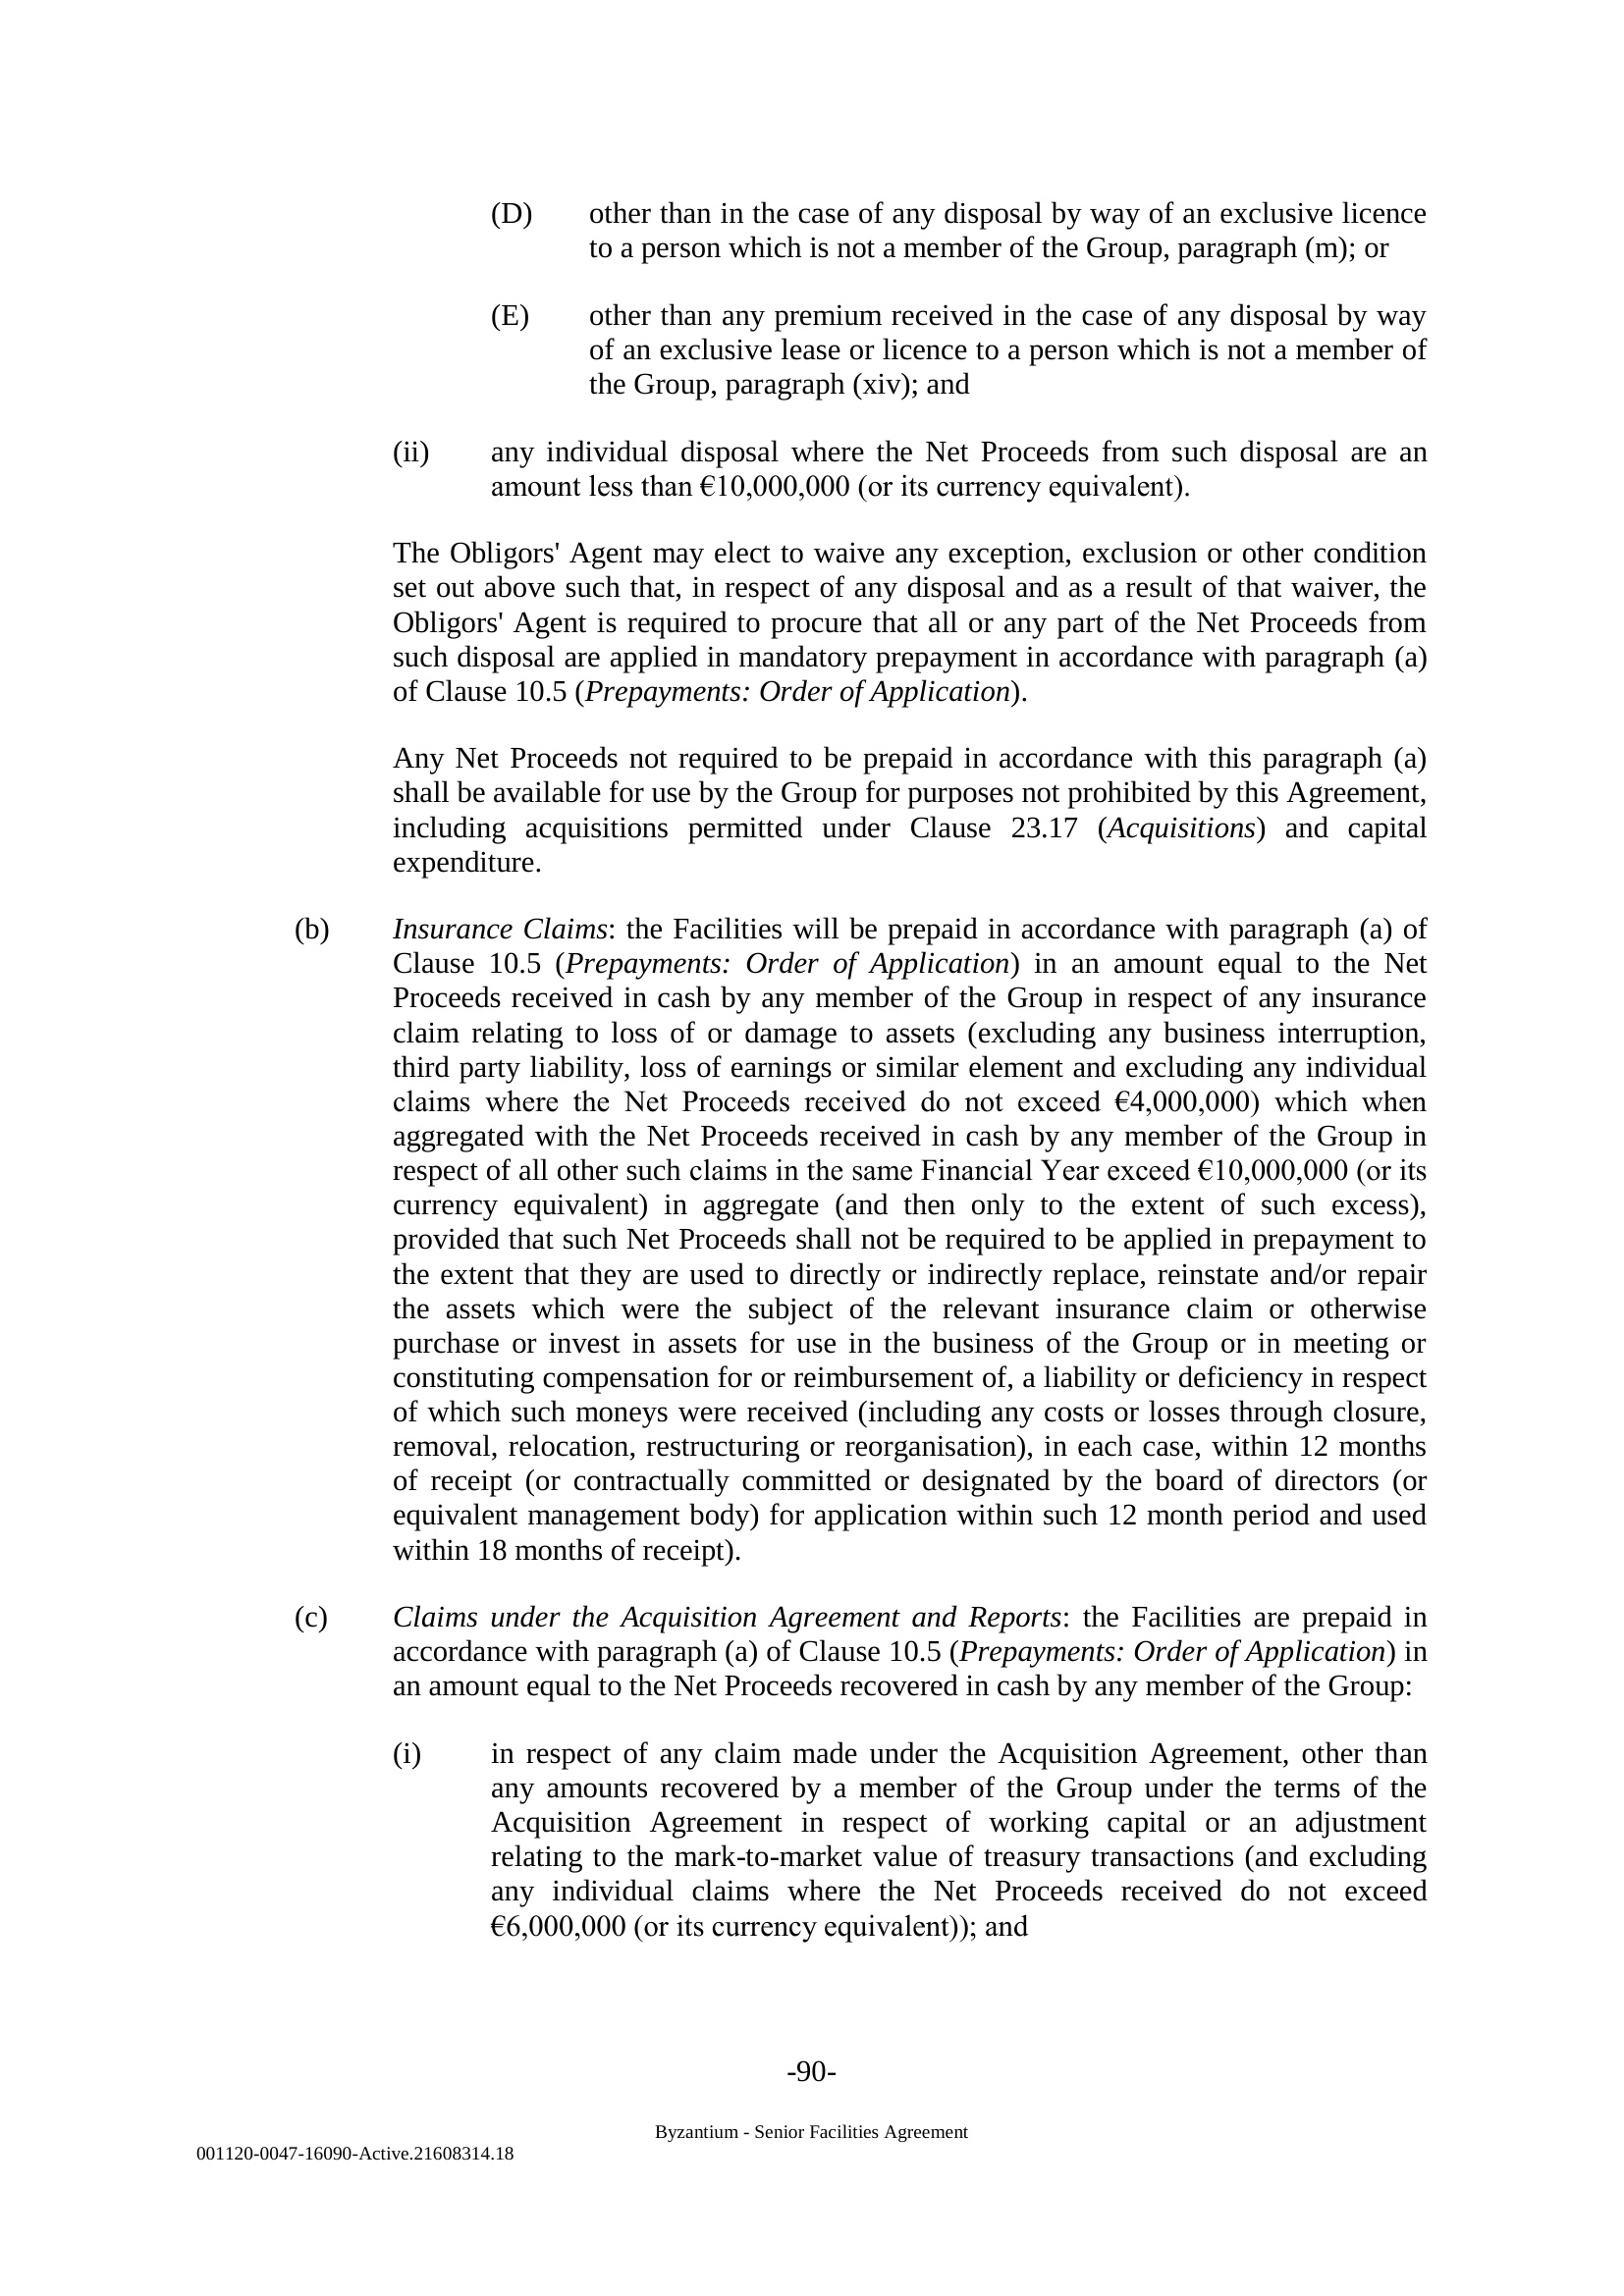 (D) other than in the case of any disposal by way of an exclusive licence
to a person which is not a member of the Group, paragraph (m); or
(E) other than any premium received in the case of any disposal by way
of an exclusive lease or licence to a person which is not a member of
the Group, paragraph (xiv); and
(ii) any individual disposal where the Net Proceeds from such disposal are an
amount less than €10,000,000 (or its currency equivalent).
The Obligors' Agent may elect to waive any exception, exclusion or other condition
set out above such that, in respect of any disposal and as a result of that waiver, the
Obligors' Agent is required to procure that all or any part of the Net Proceeds from
such disposal are applied in mandatory prepayment in accordance with paragraph (a)
of Clause 10.5 (Prepayments: Order of Application).
Any Net Proceeds not required to be prepaid in accordance with this paragraph (a)
shall be available for use by the Group for purposes not prohibited by this Agreement,
including acquisitions permitted under Clause 23.17 (Acquisitions) and capital
expenditure.
(b) Insurance Claims: the Facilities will be prepaid in accordance with paragraph (a) of
Clause 10.5 (Prepayments: Order of Application) in an amount equal to the Net
Proceeds received in cash by any member of the Group in respect of any insurance
claim relating to loss of or damage to assets (excluding any business interruption,
third party liability, loss of earnings or similar element and excluding any individual
claims where the Net Proceeds received do not exceed €4,000,000) which when
aggregated with the Net Proceeds received in cash by any member of the Group in
respect of all other such claims in the same Financial Year exceed €10,000,000 (or its
currency equivalent) in aggregate (and then only to the extent of such excess),
provided that such Net Proceeds shall not be required to be applied in prepayment to
the extent that they are used to directly or indirectly replace, reinstate and/or repair
the assets which were the subject of the relevant insurance claim or otherwise
purchase or invest in assets for use in the business of the Group or in meeting or
constituting compensation for or reimbursement of, a liability or deficiency in respect
of which such moneys were received (including any costs or losses through closure,
removal, relocation, restructuring or reorganisation), in each case, within 12 months
of receipt (or contractually committed or designated by the board of directors (or
equivalent management body) for application within such 12 month period and used
within 18 months of receipt).
(c) Claims under the Acquisition Agreement and Reports: the Facilities are prepaid in
accordance with paragraph (a) of Clause 10.5 (Prepayments: Order of Application) in
an amount equal to the Net Proceeds recovered in cash by any member of the Group:
(i) in respect of any claim made under the Acquisition Agreement, other than
any amounts recovered by a member of the Group under the terms of the
Acquisition Agreement in respect of working capital or an adjustment
relating to the mark-to-market value of treasury transactions (and excluding
any individual claims where the Net Proceeds received do not exceed
€6,000,000 (or its currency equivalent)); and
-90-
Byzantium - Senior Facilities Agreement
001120-0047-16090-Active.21608314.18